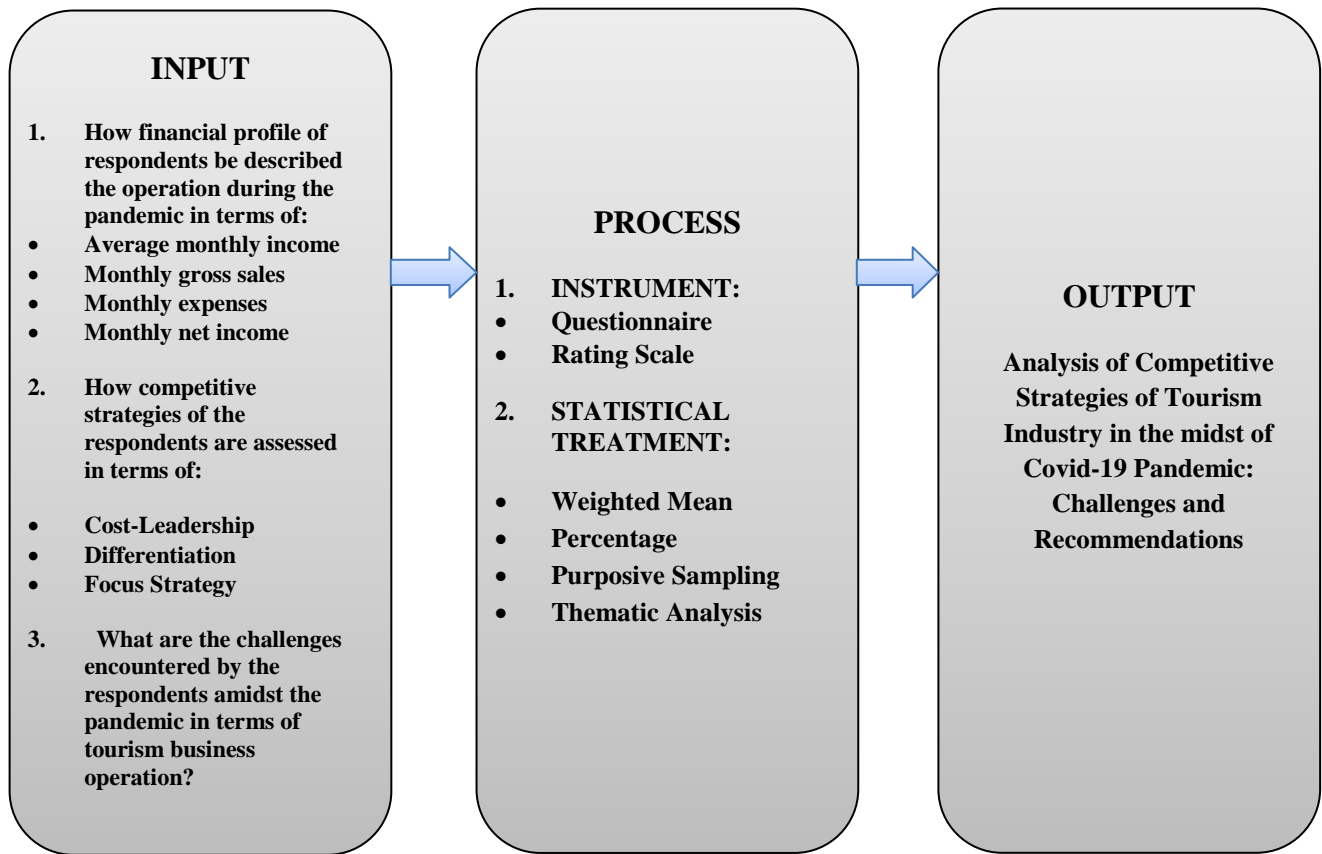 INPUT
1. How financial profile of
respondents be described
the operation during the
pandemic in terms of:
• Average monthly income
• Monthly gross sales
• Monthly expenses
• Monthly net income
2. How competitive
strategies of the
respondents are assessed
in terms of:
• Cost-Leadership
• Differentiation
• Focus Strategy
3. What are the challenges
encountered by the
respondents amidst the
pandemic in terms of
tourism business
operation?
PROCESS
1. INSTRUMENT:
• Questionnaire
• Rating Scale
2. STATISTICAL
TREATMENT:
• Weighted Mean
• Percentage
• Purposive Sampling
• Thematic Analysis
OUTPUT
Analysis of Competitive
Strategies of Tourism
Industry in the midst of
Covid-19 Pandemic:
Challenges and
Recommendations